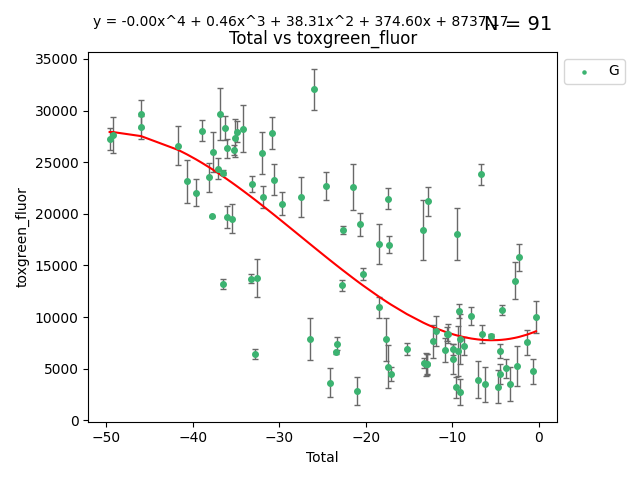 y = -0.00x^4 + 0.46x^3 + 38.31x^2 + 374.60x + 8737.17
N = 91
Total vs toxgreen_fluor
G
toxgreen_fluor
35000
30000
25000
20000
15000
10000
5000
0
−50
−40
−30
−20
−10
0
Total